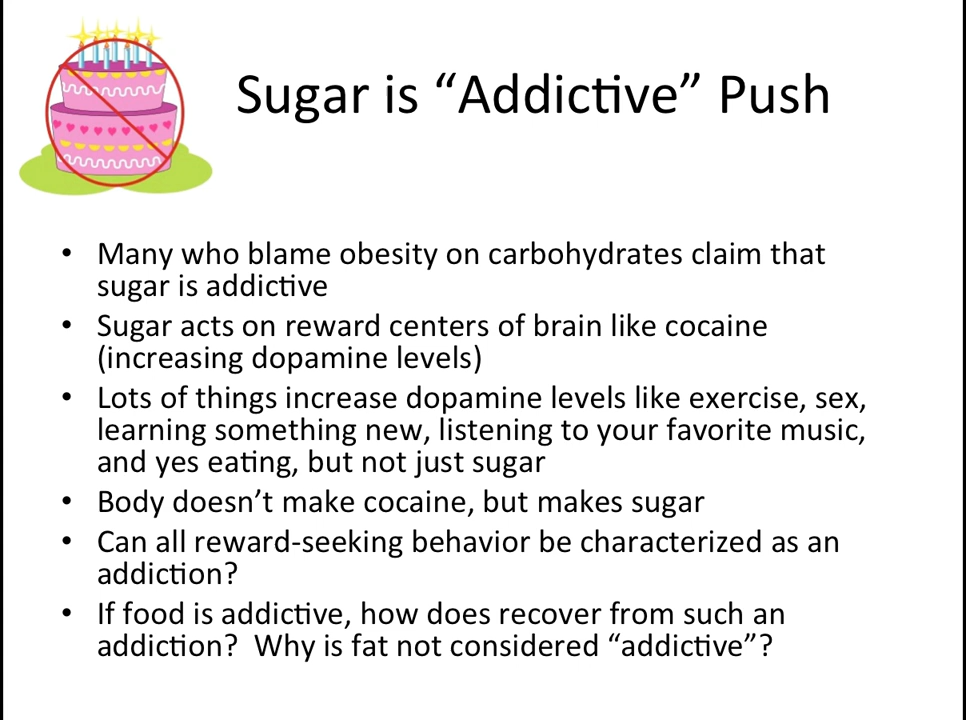 Sugar is “Addictive” Push
• Many who blame obesity on carbohydrates claim that
sugar is addictive
• Sugar acts on reward centers of brain like cocaine
(increasing dopamine levels)
• Lots of things increase dopamine levels like exercise, sex,
learning something new, listening to your favorite music,
and yes eating, but not just sugar
• Body doesn’t make cocaine, but makes sugar
• Can all reward-seeking behavior be characterized as an
addiction?
• If food is addictive, how does recover from such an
addiction?  Why is fat not considered “addictive”?